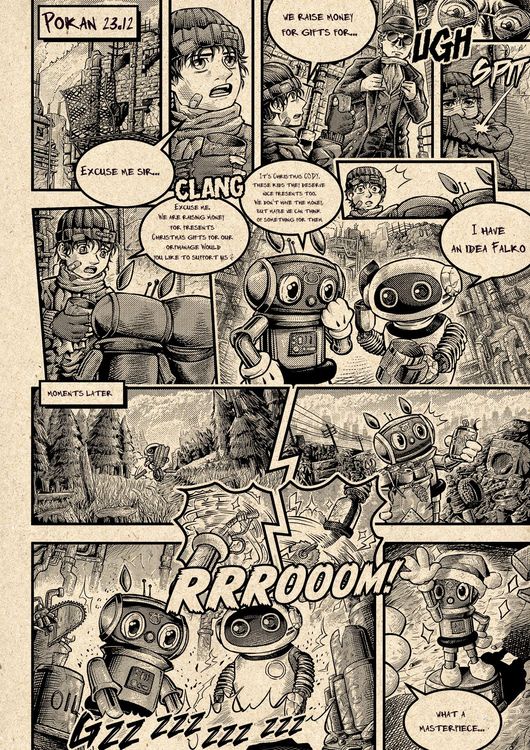 POKAN 23.12
EXCUSE ME SIR...
WE RAISE MONEY
FOR GIFTS FOR...
UGH
SPIT
CLANG
EXCUSE ME,
WE ARE RAISING MONEY
FOR PRESENTS
CHRISTMAS GIFTS FOR OUR
ORPHANAGE WOULD
YOU LIKE TO SUPPORT US ?
IT'S CHRISTMAS CODY.
THESE KIDS THEY DESERVE
NICE PRESENTS TOO.
WE DON'T HAVE THE MONEY,
BUT MAYBE WE CAN THINK
OF SOMETHING FOR THEM
I HAVE
AN IDEA FALKO
MOMENTS LATER
RRROOOM!
OIL
GZZ ZZZ ZZZ ZZZ
WHAT A
MASTERPIECE...